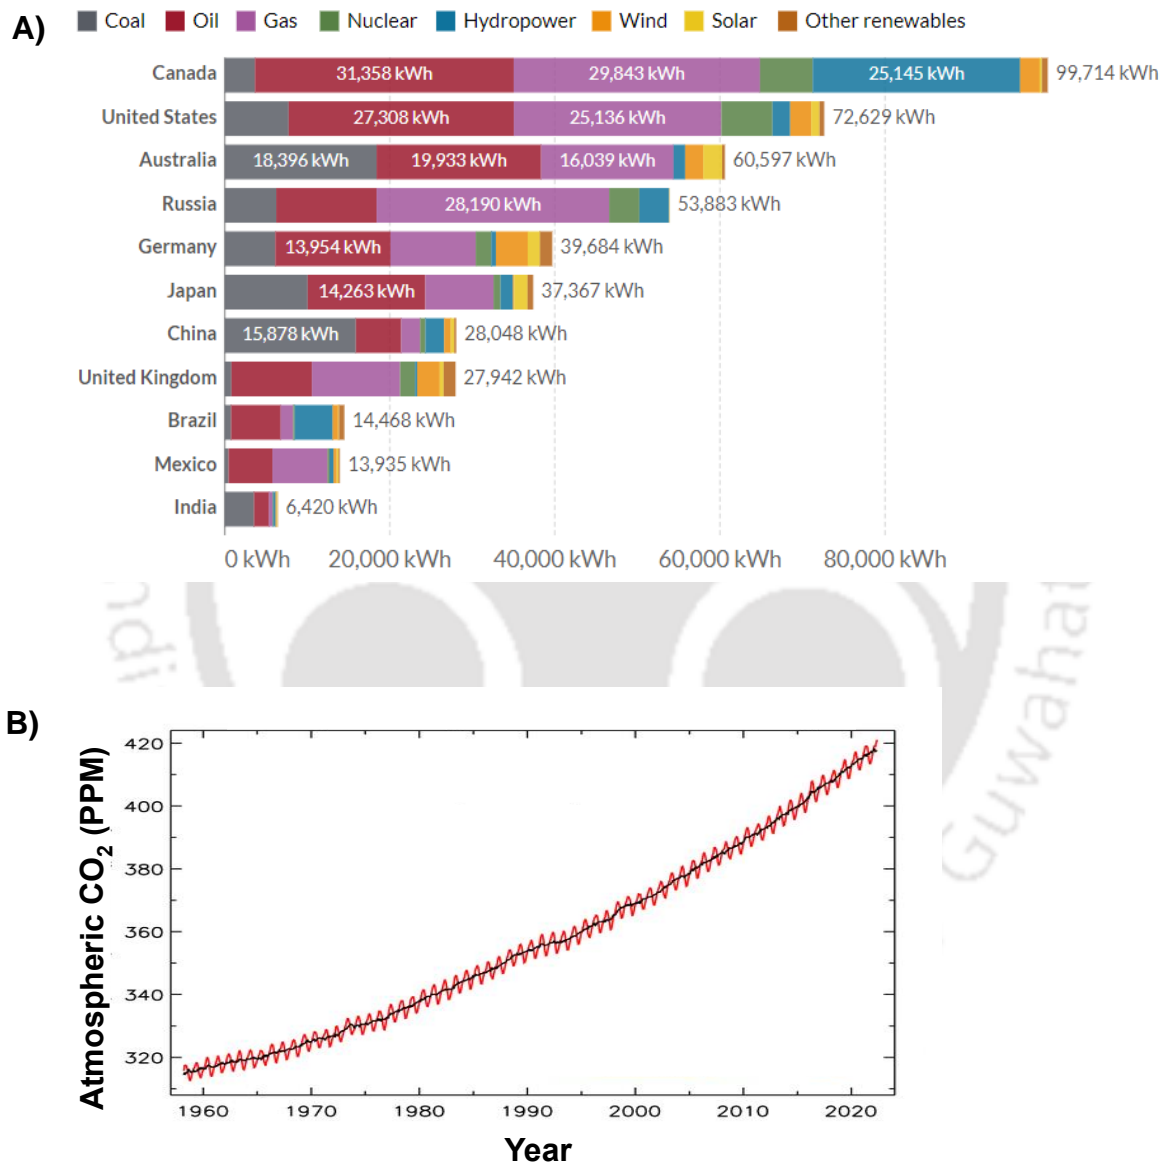 A)
Coal Oil Gas Nuclear Hydropower Wind Solar Other renewables
Canada 31,358 kWh 29,843 kWh 25,145 kWh 99,714 kWh
United States 27,308 kWh 25,136 kWh 72,629 kWh
Australia 18,396 kWh 19,933 kWh 16,039 kWh 60,597 kWh
Russia 28,190 kWh 53,883 kWh
Germany 13,954 kWh 39,684 kWh
Japan 14,263 kWh 37,367 kWh
China 15,878 kWh 28,048 kWh
United Kingdom 27,942 kWh
Brazil 14,468 kWh
Mexico 13,935 kWh
India 6,420 kWh
0 kWh 20,000 kWh 40,000 kWh 60,000 kWh 80,000 kWh
B)
Atmospheric CO2 (PPM)
420
400
380
360
340
320
1960 1970 1980 1990 2000 2010 2020
Year